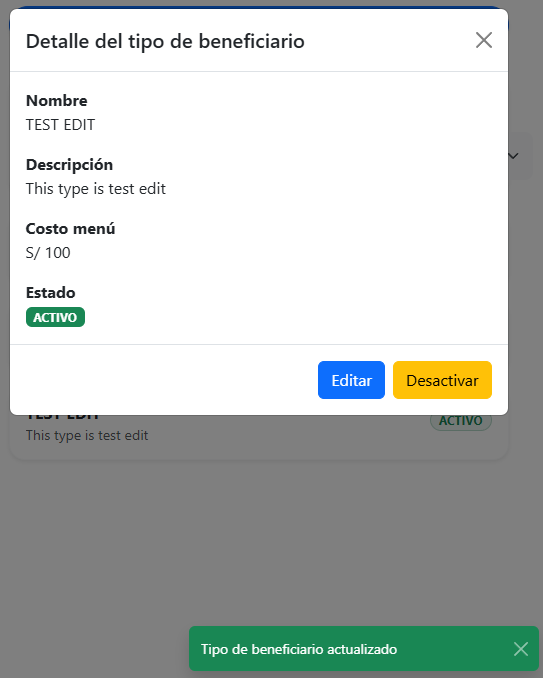 Detalle del tipo de beneficiario
Nombre
TEST EDIT
Descripción
This type is test edit
Costo menú
S/ 100
Estado
ACTIVO
Editar
Desactivar
TEST EDIT
ACTIVO
This type is test edit
Tipo de beneficiario actualizado